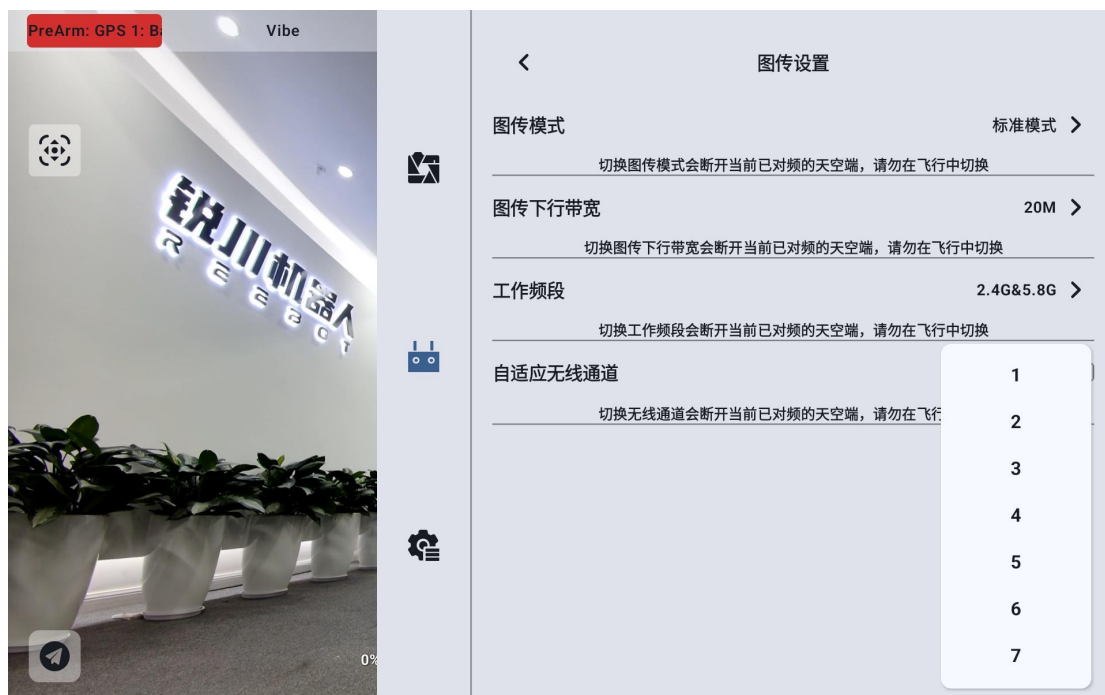 PreArm: GPS 1: Ba
Vibe
锐川机器人
REEBOT
0%
图传设置
图传模式
标准模式
切换图传模式会断开当前已对频的天空端，请勿在飞行中切换
图传下行带宽
20M
切换图传下行带宽会断开当前已对频的天空端，请勿在飞行中切换
工作频段
2.4G&5.8G
切换工作频段会断开当前已对频的天空端，请勿在飞行中切换
自适应无线通道
切换无线通道会断开当前已对频的天空端，请勿在飞行
1
2
3
4
5
6
7